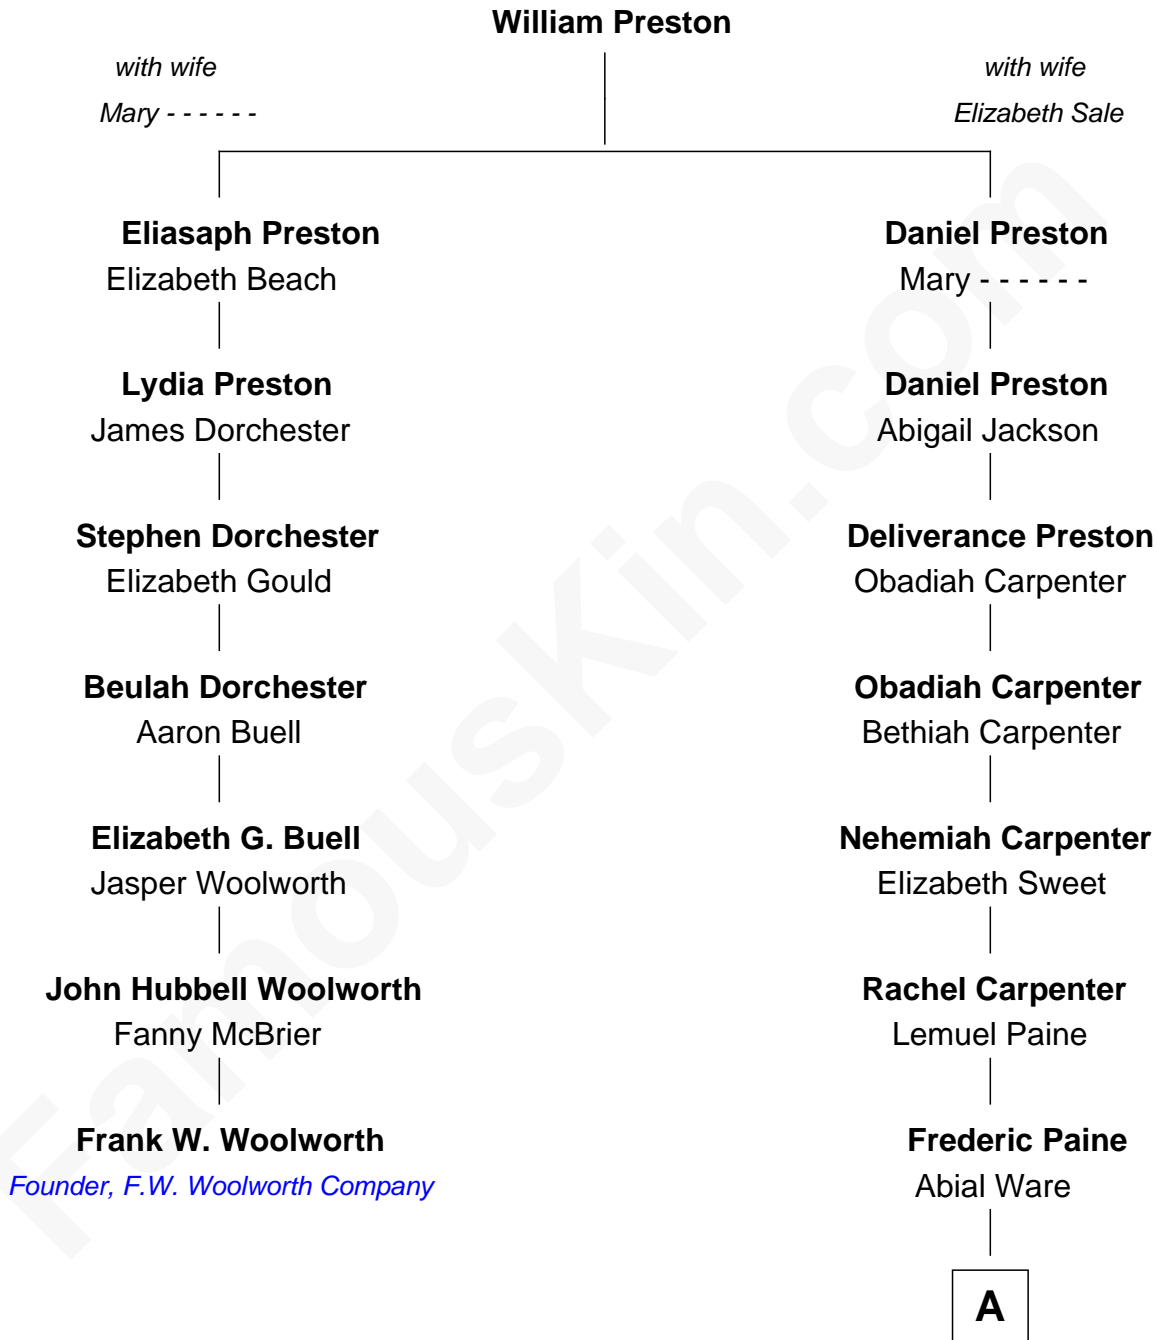 William Preston
with wife
Mary - - - - - -
with wife
Elizabeth Sale
Eliasaph Preston
Elizabeth Beach
Daniel Preston
Mary - - - - - -
Lydia Preston
James Dorchester
Daniel Preston
Abigail Jackson
Stephen Dorchester
Elizabeth Gould
Deliverance Preston
Obadiah Carpenter
Beulah Dorchester
Aaron Buell
Obadiah Carpenter
Bethiah Carpenter
Elizabeth G. Buell
Jasper Woolworth
Nehemiah Carpenter
Elizabeth Sweet
John Hubbell Woolworth
Fanny McBrier
Rachel Carpenter
Lemuel Paine
Frank W. Woolworth
Founder, F.W. Woolworth Company
Frederic Paine
Abial Ware
A
FamousKin.com